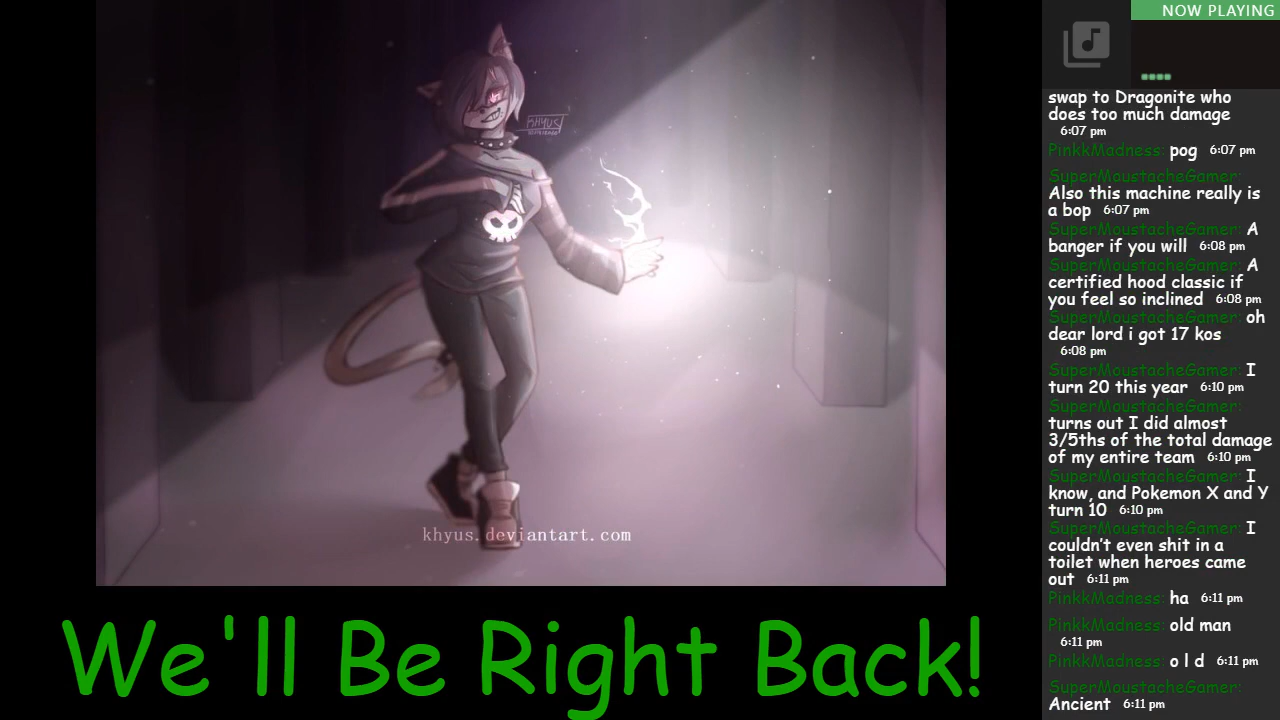 NOW PLAYING
KHYUS
khyus.deviantart.com
We'll Be Right Back!
swap to Dragonite who
does too much damage
6:07 pm
PinkkMadness: pog 6:07 pm
SuperMoustacheGamer:
Also this machine really is
a bop 6:07 pm
SuperMoustacheGamer: A
banger if you will 6:08 pm
SuperMoustacheGamer: A
certified hood classic if
you feel so inclined 6:08 pm
SuperMoustacheGamer: oh
dear lord i got 17 kos
6:08 pm
SuperMoustacheGamer: I
turn 20 this year 6:10 pm
SuperMoustacheGamer:
turns out I did almost
3/5ths of the total damage
of my entire team 6:10 pm
SuperMoustacheGamer: I
know, and Pokemon X and Y
turn 10 6:10 pm
SuperMoustacheGamer: I
couldn't even shit in a
toilet when heroes came
out 6:11 pm
PinkkMadness: ha 6:11 pm
PinkkMadness: old man
6:11 pm
PinkkMadness: o l d 6:11 pm
SuperMoustacheGamer:
Ancient 6:11 pm